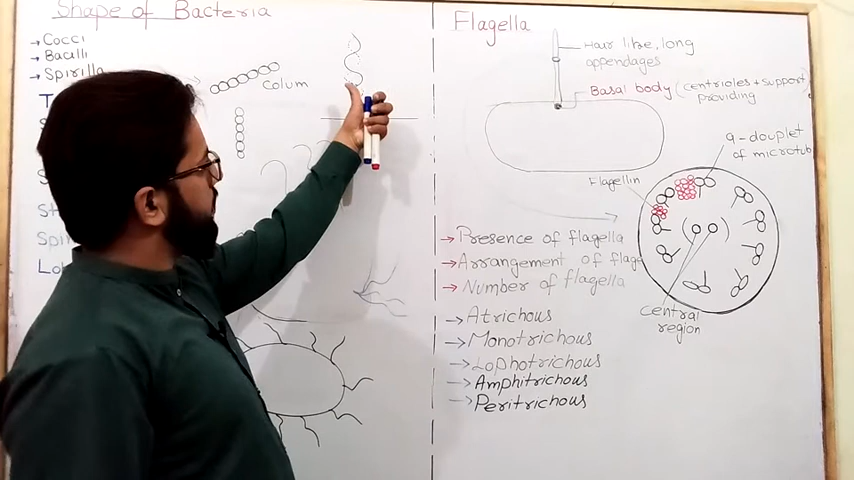 Shape of Bacteria
→ Cocci
→ Bacilli
→ Spirilla
Colum
Flagella
Hair like, long
appendages
Basal body (centrioles + support
providing
9-douplet
of microtub
Flagellin
→ Presence of flagella
→ Arrangement of flage
→ Number of flagella
central
region
→ Atrichous
→ Monotrichous
→ Lophotrichous
→ Amphitrichous
→ Peritrichous